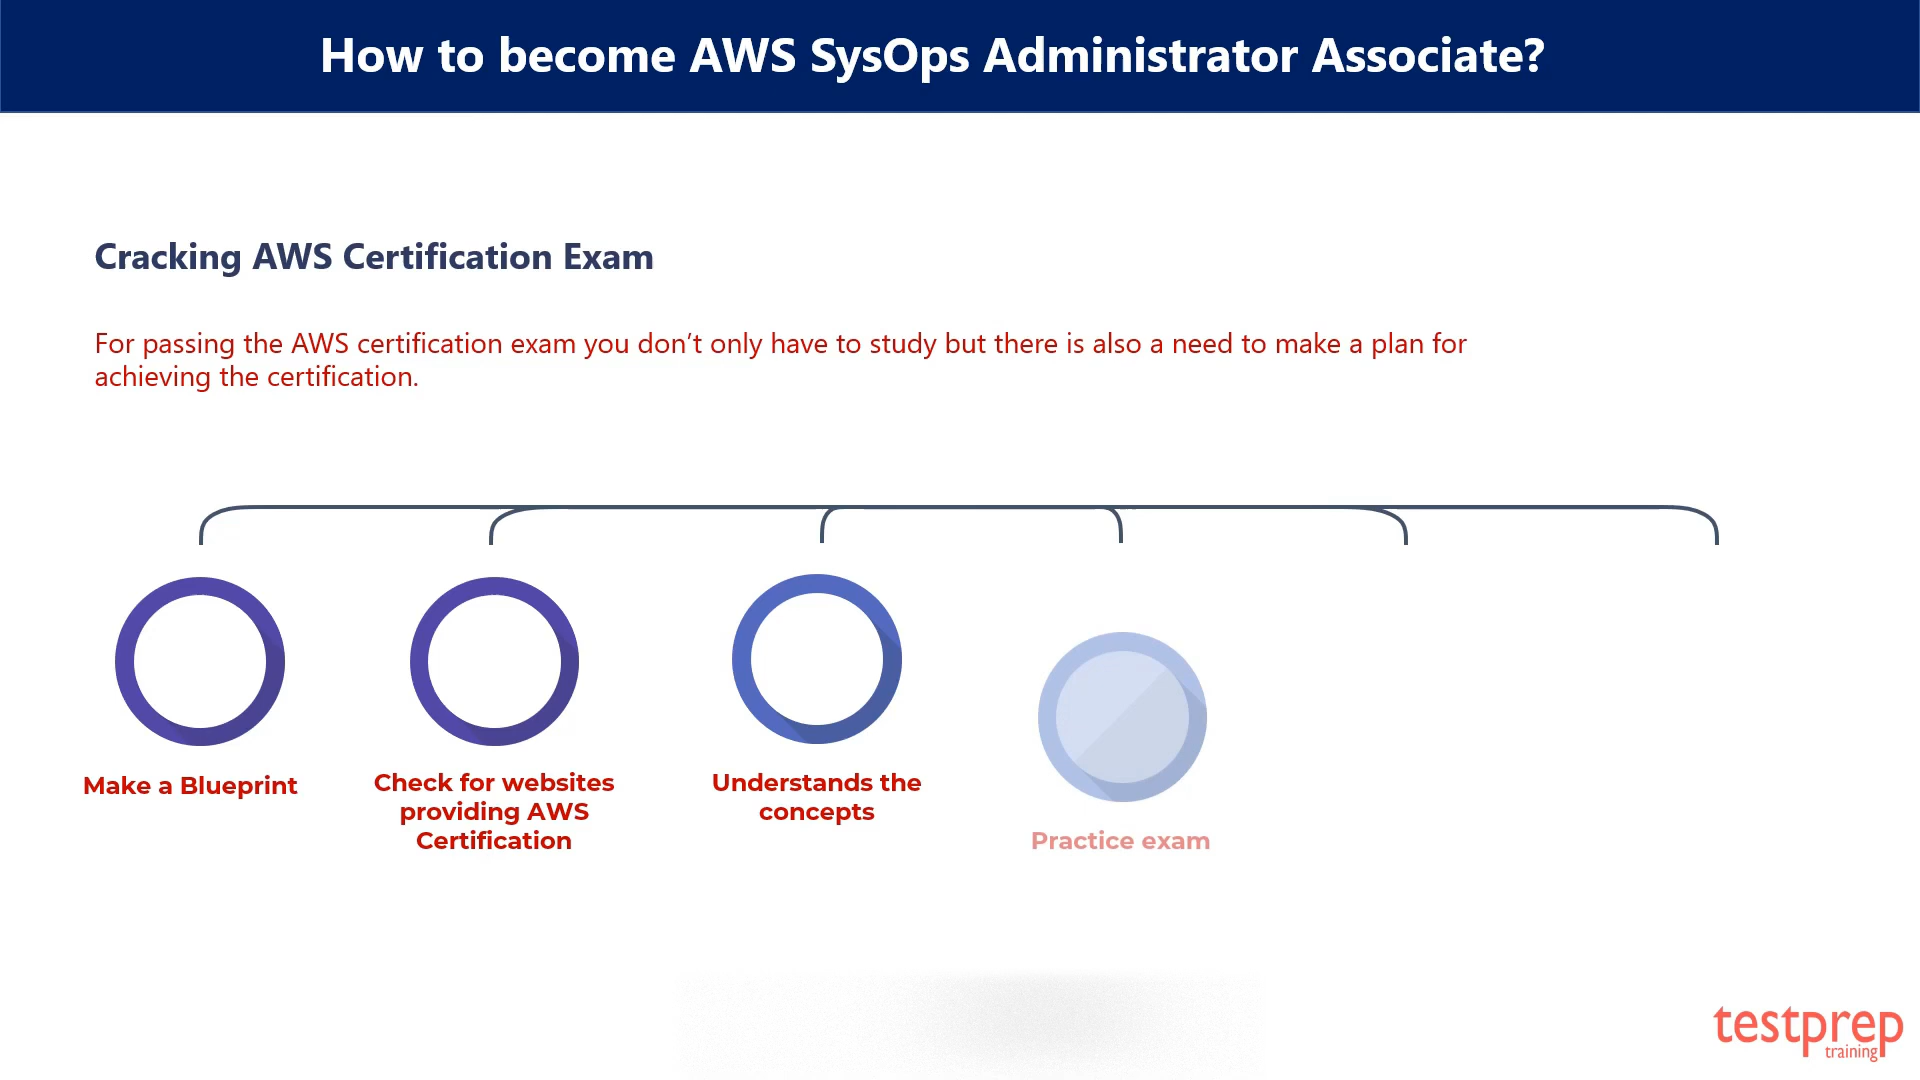 How to become AWS SysOps Administrator Associate?
Cracking AWS Certification Exam
For passing the AWS certification exam you don’t only have to study but there is also a need to make a plan for
achieving the certification.
Make a Blueprint
Check for websites
providing AWS
Certification
Understands the
concepts
Practice exam
testprep
training